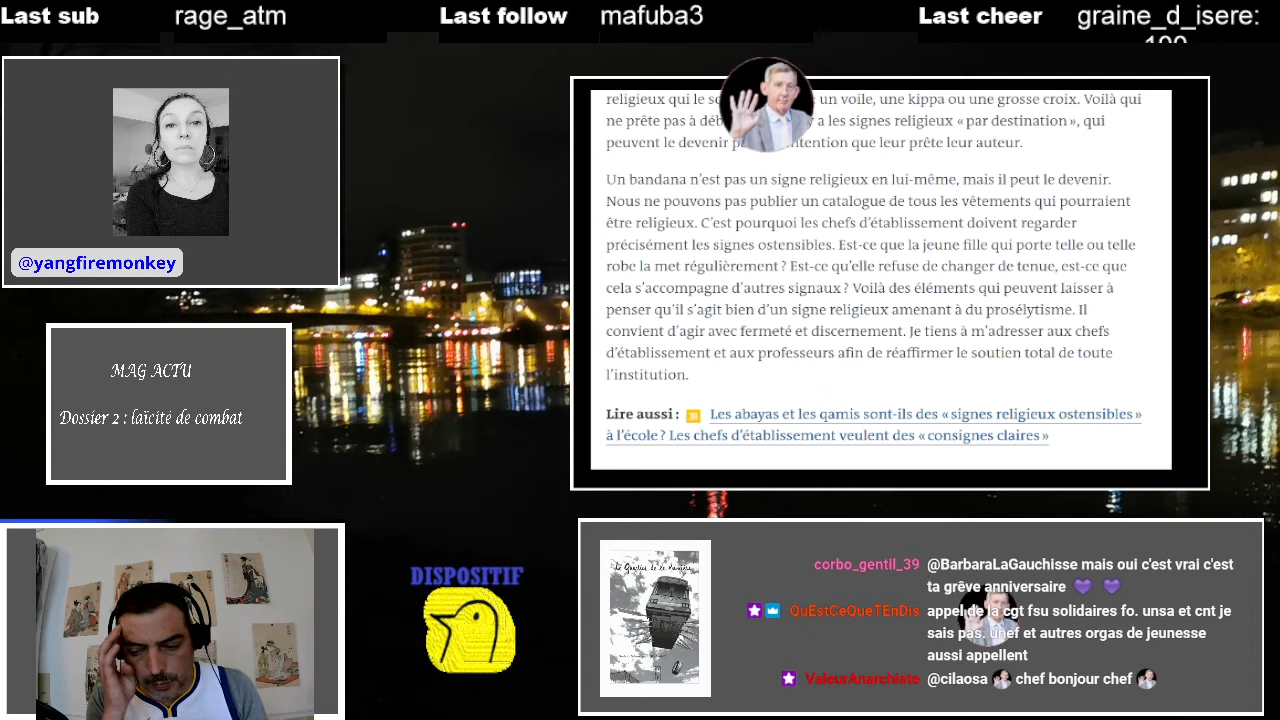 Last sub
rage_atm
Last follow
mafuba3
Last cheer
graine_d_isere:
@yangfiremonkey
MAG ACTU
Dossier 2 : laïcité de combat
religieux qui le un voile, une kippa ou une grosse croix. Voilà qui
ne prête pas à a les signes religieux « par destination », qui
peuvent le devenir que leur prête leur auteur.
Un bandana n'est pas un signe religieux en lui-même, mais il peut le devenir.
Nous ne pouvons pas publier un catalogue de tous les vêtements qui pourraient
être religieux. C'est pourquoi les chefs d'établissement doivent regarder
précisément les signes ostensibles. Est-ce que la jeune fille qui porte telle ou telle
robe la met régulièrement ? Est-ce qu'elle refuse de changer de tenue, est-ce que
cela s'accompagne d'autres signaux ? Voilà des éléments qui peuvent laisser à
penser qu'il s'agit bien d'un signe religieux amenant à du prosélytisme. Il
convient d'agir avec fermeté et discernement. Je tiens à m'adresser aux chefs
d'établissement et aux professeurs afin de réaffirmer le soutien total de toute
l'institution.
Lire aussi : Les abayas et les qamis sont-ils des « signes religieux ostensibles »
à l'école ? Les chefs d'établissement veulent des « consignes claires »
DISPOSITIF
Le Quartier de la
corbo_gentil_39 @BarbaraLaGauchisse mais oui c'est vrai c'est
ta grêve anniversaire
QuEstCeQueTEnDis appel de la cgt fsu solidaires fo. unsa et cnt je
sais pas. unef et autres orgas de jeunesse
aussi appellent
ValeurAnarchiste @cilaosa chef bonjour chef